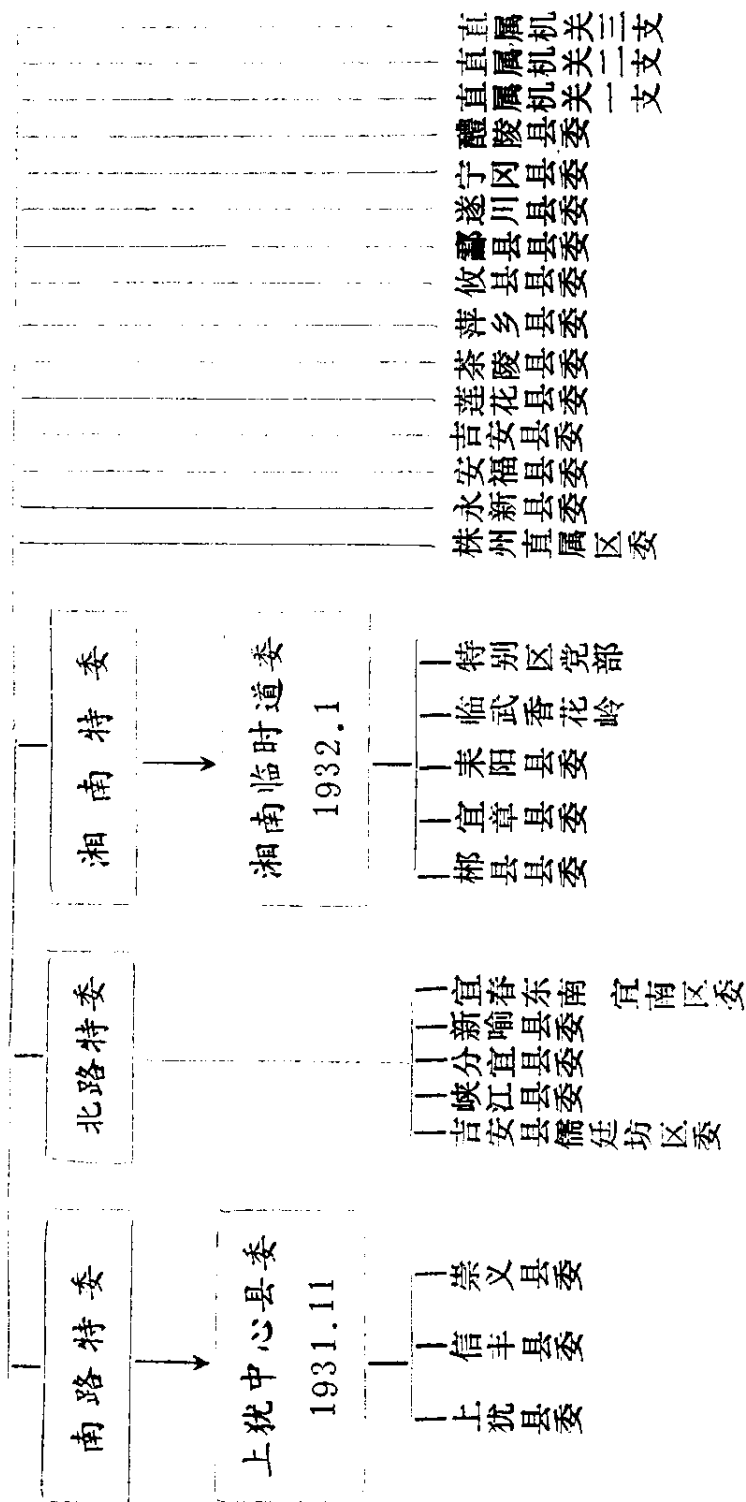 南路特委
北路特委
湘南特委
上犹中心县委
1931.11
湘南临时道委
1932.1
上犹县委
信丰县委
崇义县委
吉安县儒廷坊区委
峡江县委
分宜县委
新喻县委
宜春东南 宜南区委
郴县县委
宜章县委
耒阳县委
临武香花岭
特别区党部
株州直属区委
永新县委
安福县委
吉安县委
莲花县委
茶陵县委
萍乡县委
攸县县委
酃县县委
遂川县委
宁冈县委
醴陵县委
直属机关一支
直属机关二支
直属机关三支